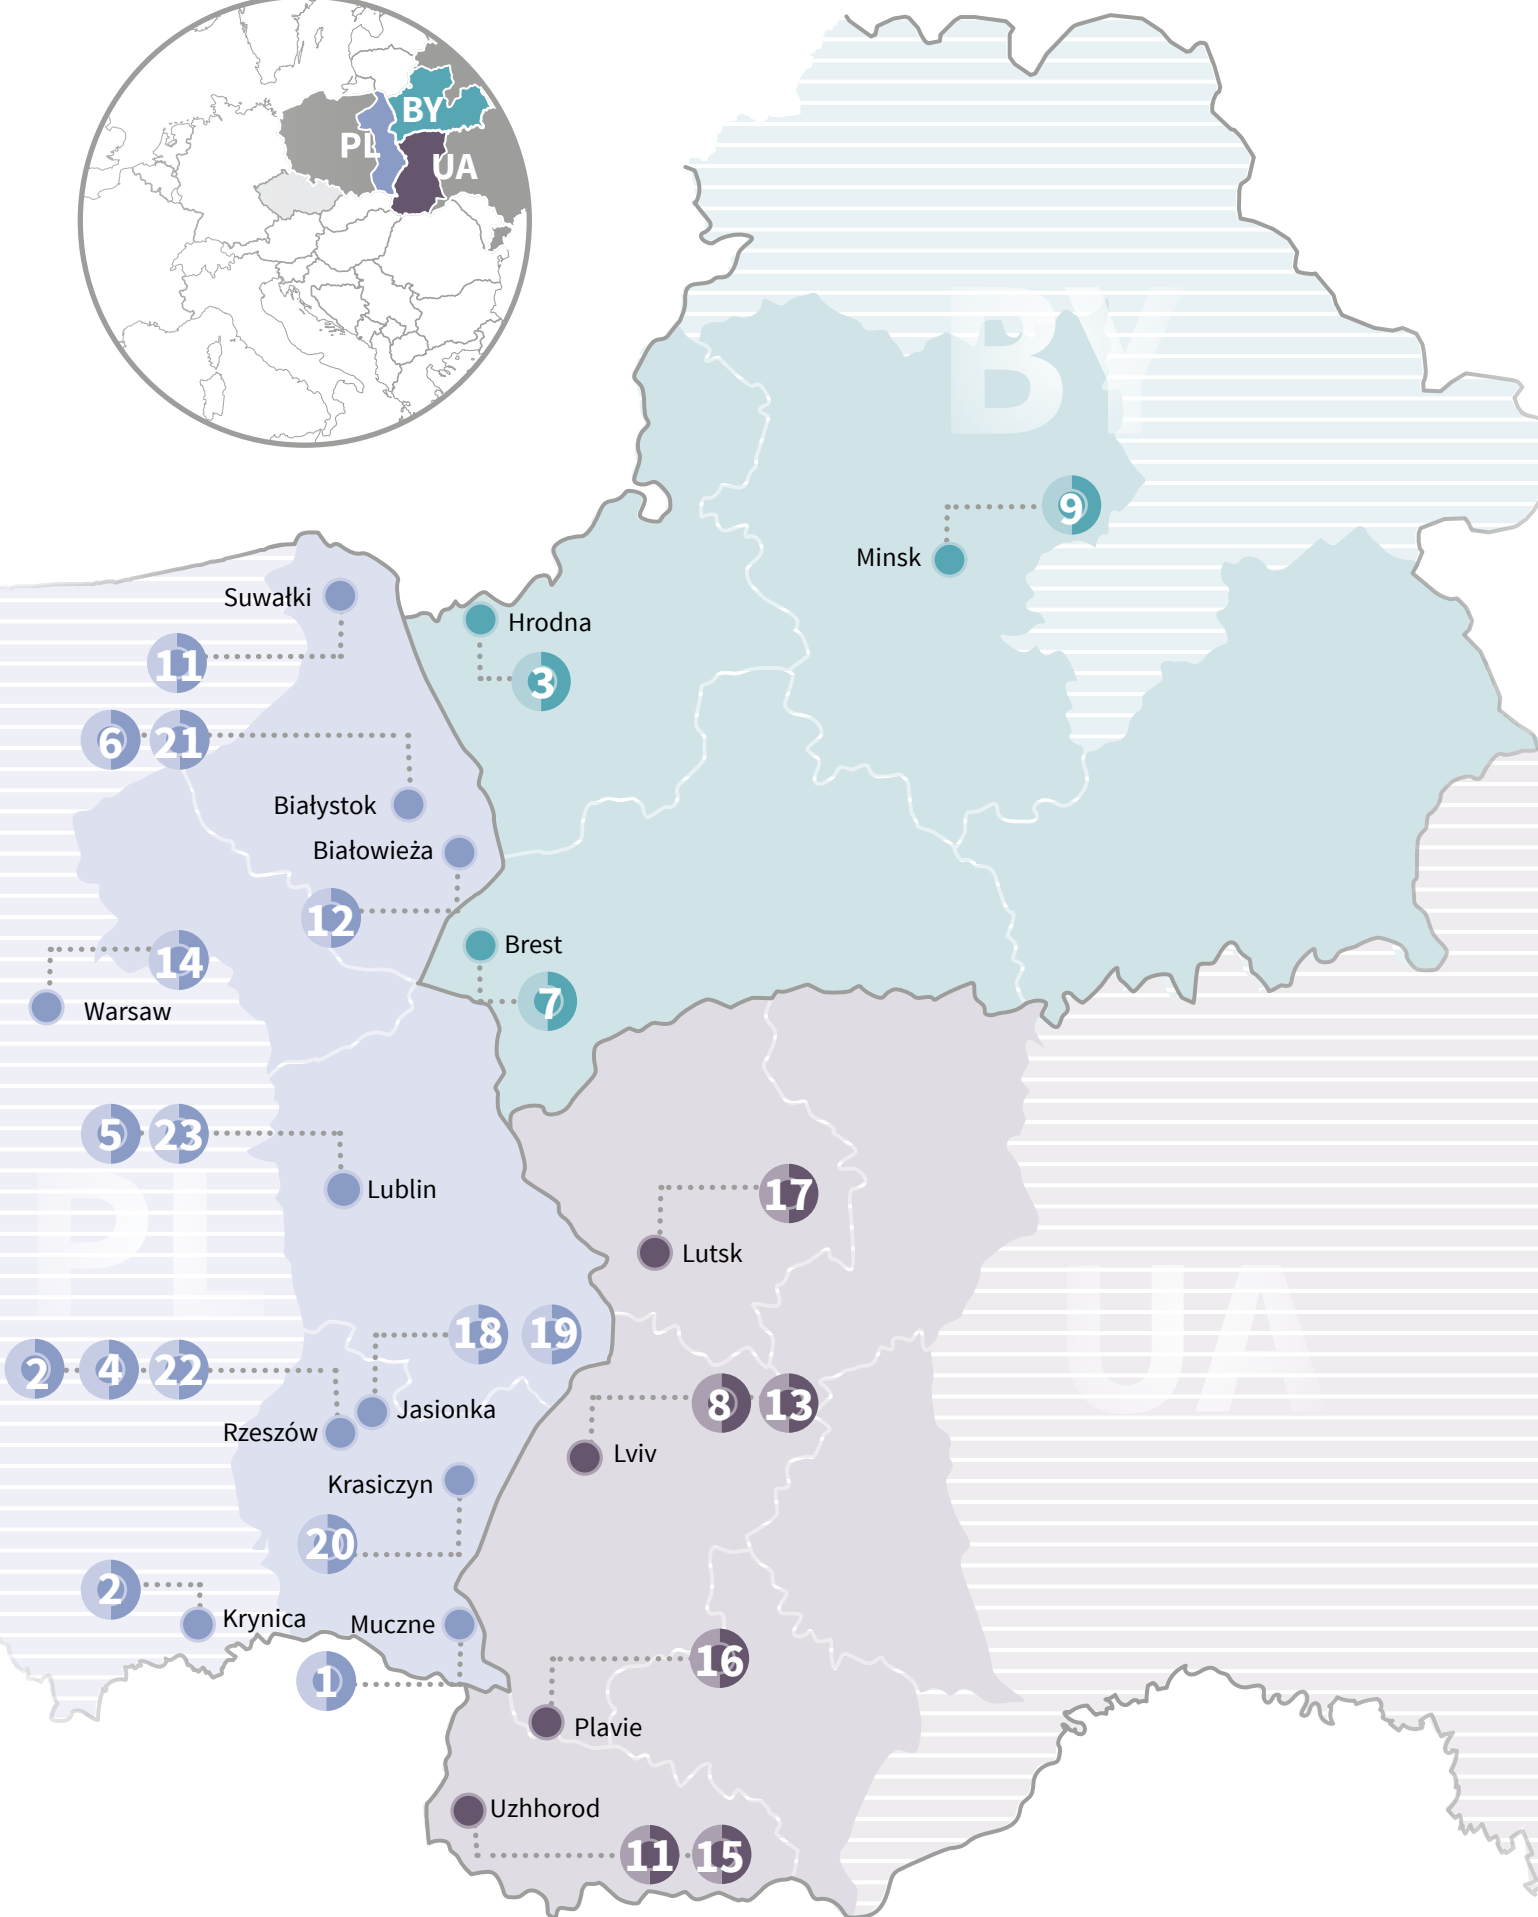 BY
PL
UA
BY
9
Minsk
Suwałki
Hrodna
11
3
6 21
Białystok
Białowieża
12
Brest
14
7
Warsaw
5 23
Lublin
PL
17
Lutsk
UA
18 19
2 4 22
8 13
Jasionka
Rzeszów
Lviv
Krasiczyn
20
2
Krynica
Muczne
16
1
Plavie
Uzhhorod
11 15